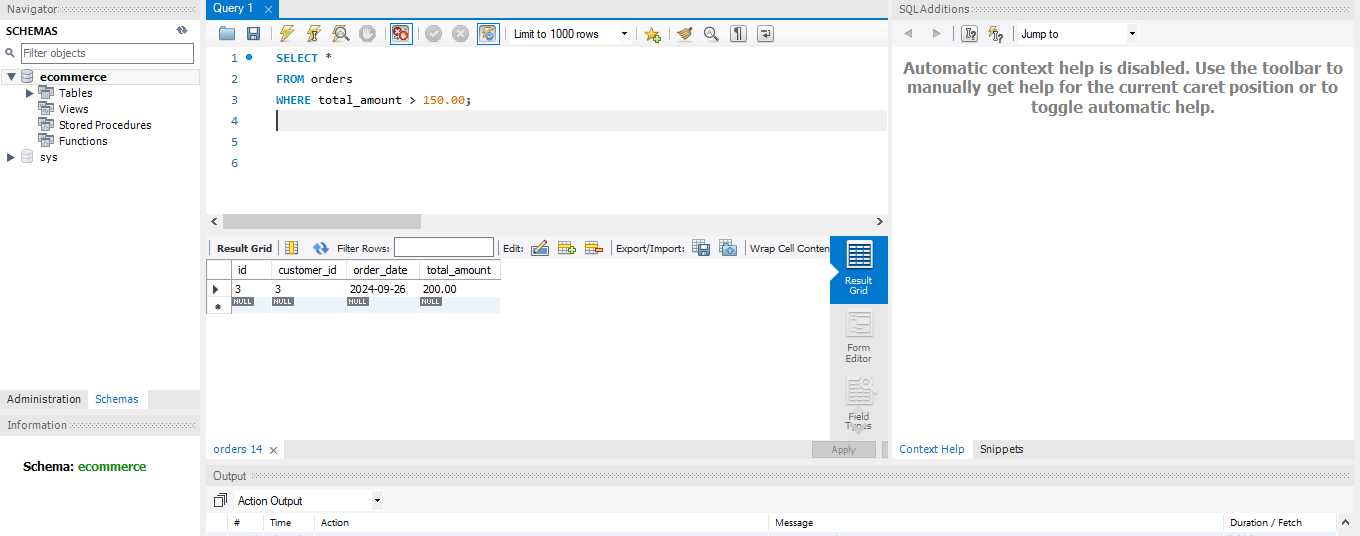 Navigator
SCHEMAS
Filter objects
ecommerce
Tables
Views
Stored Procedures
Functions
sys
Administration Schemas
Information
Schema: ecommerce
Query 1
Limit to 1000 rows
1 SELECT *
2 FROM orders
3 WHERE total_amount > 150.00;
4
5
6
Result Grid Filter Rows: Edit: Export/Import: Wrap Cell Conten
id customer_id order_date total_amount
3 3 2024-09-26 200.00
NULL NULL NULL NULL
Result
Grid
Form
Editor
Field
Types
orders 14
Apply
SQLAdditions
Jump to
Automatic context help is disabled. Use the toolbar to
manually get help for the current caret position or to
toggle automatic help.
Context Help Snippets
Output
Action Output
# Time Action Message Duration / Fetch